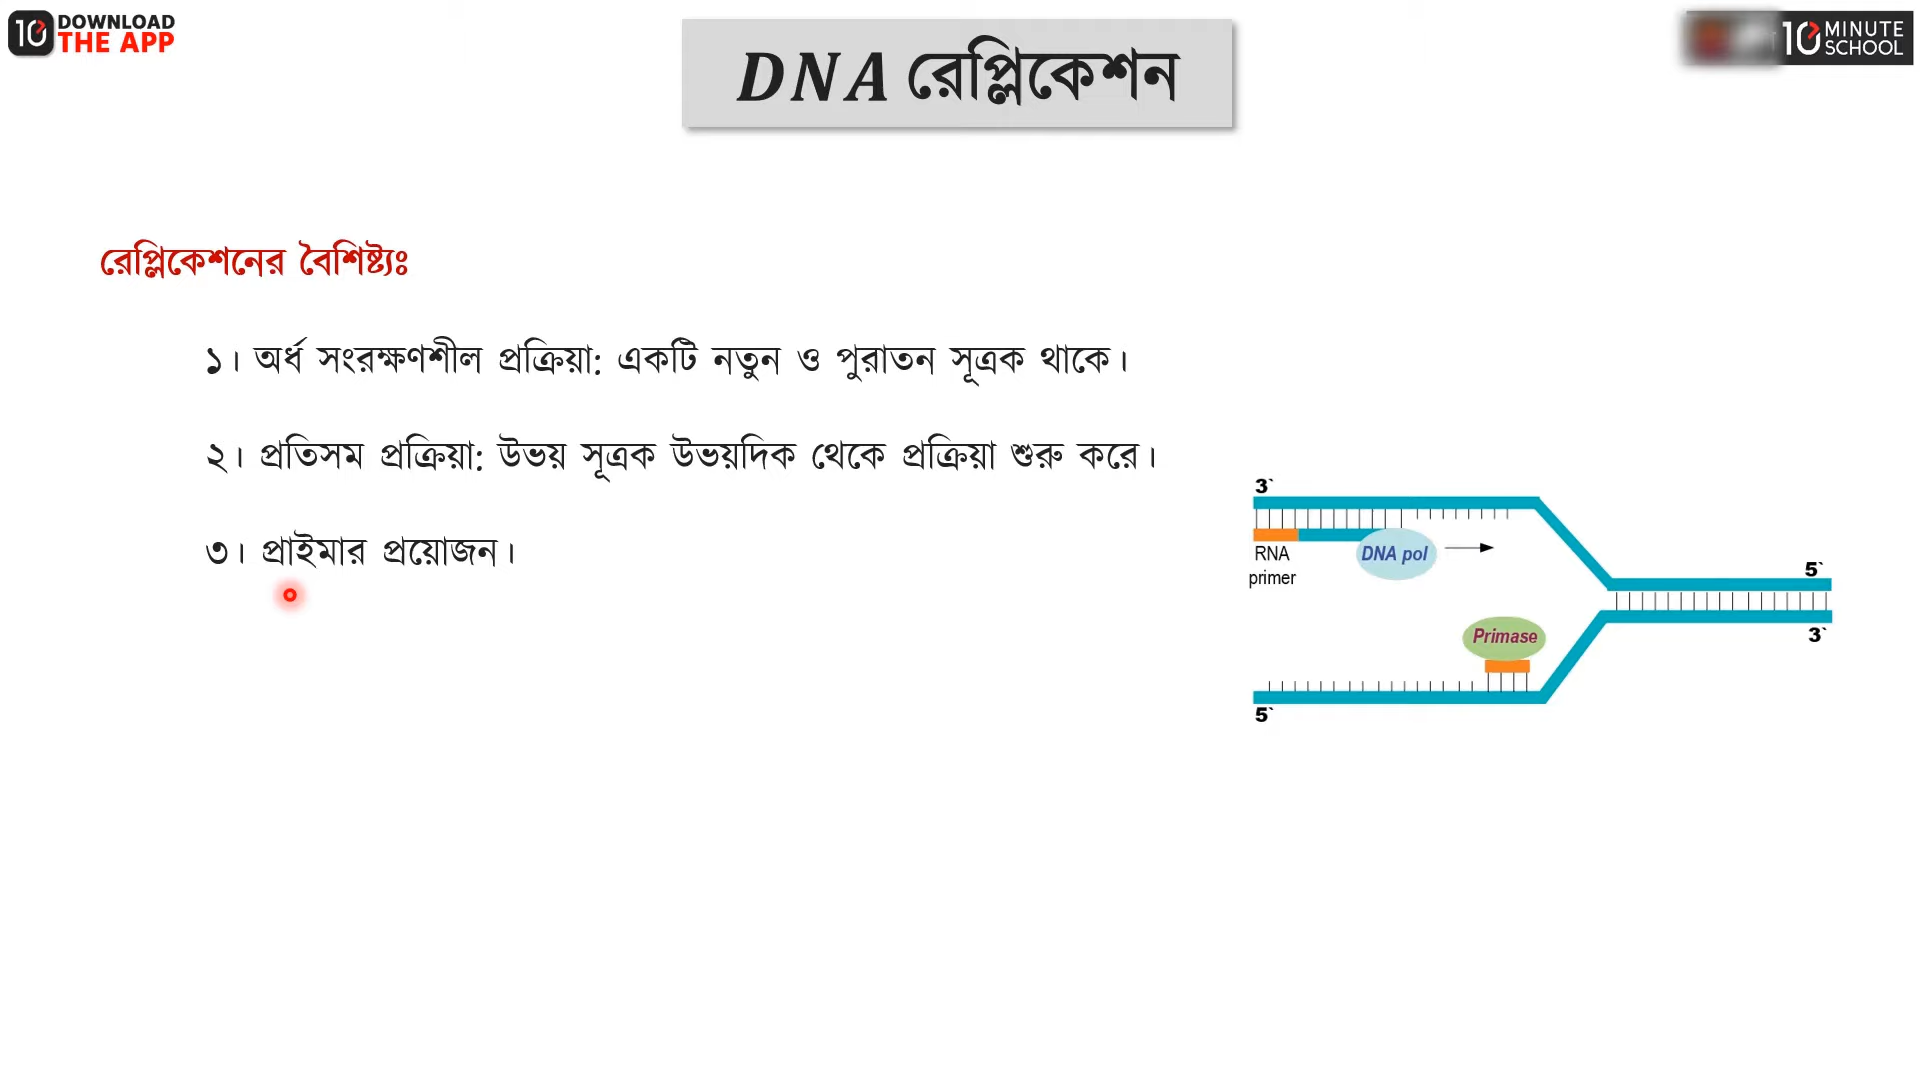 DOWNLOAD
THE APP
10 MINUTE
SCHOOL
DNA রেপ্লিকেশন
রেপ্লিকেশনের বৈশিষ্ট্যঃ
১। অর্ধ সংরক্ষণশীল প্রক্রিয়া: একটি নতুন ও পুরাতন সূত্রক থাকে।
২। প্রতিসম প্রক্রিয়া: উভয় সূত্রক উভয়দিক থেকে প্রক্রিয়া শুরু করে।
৩। প্রাইমার প্রয়োজন।
3`
RNA
primer
DNA pol
5`
3`
Primase
5`